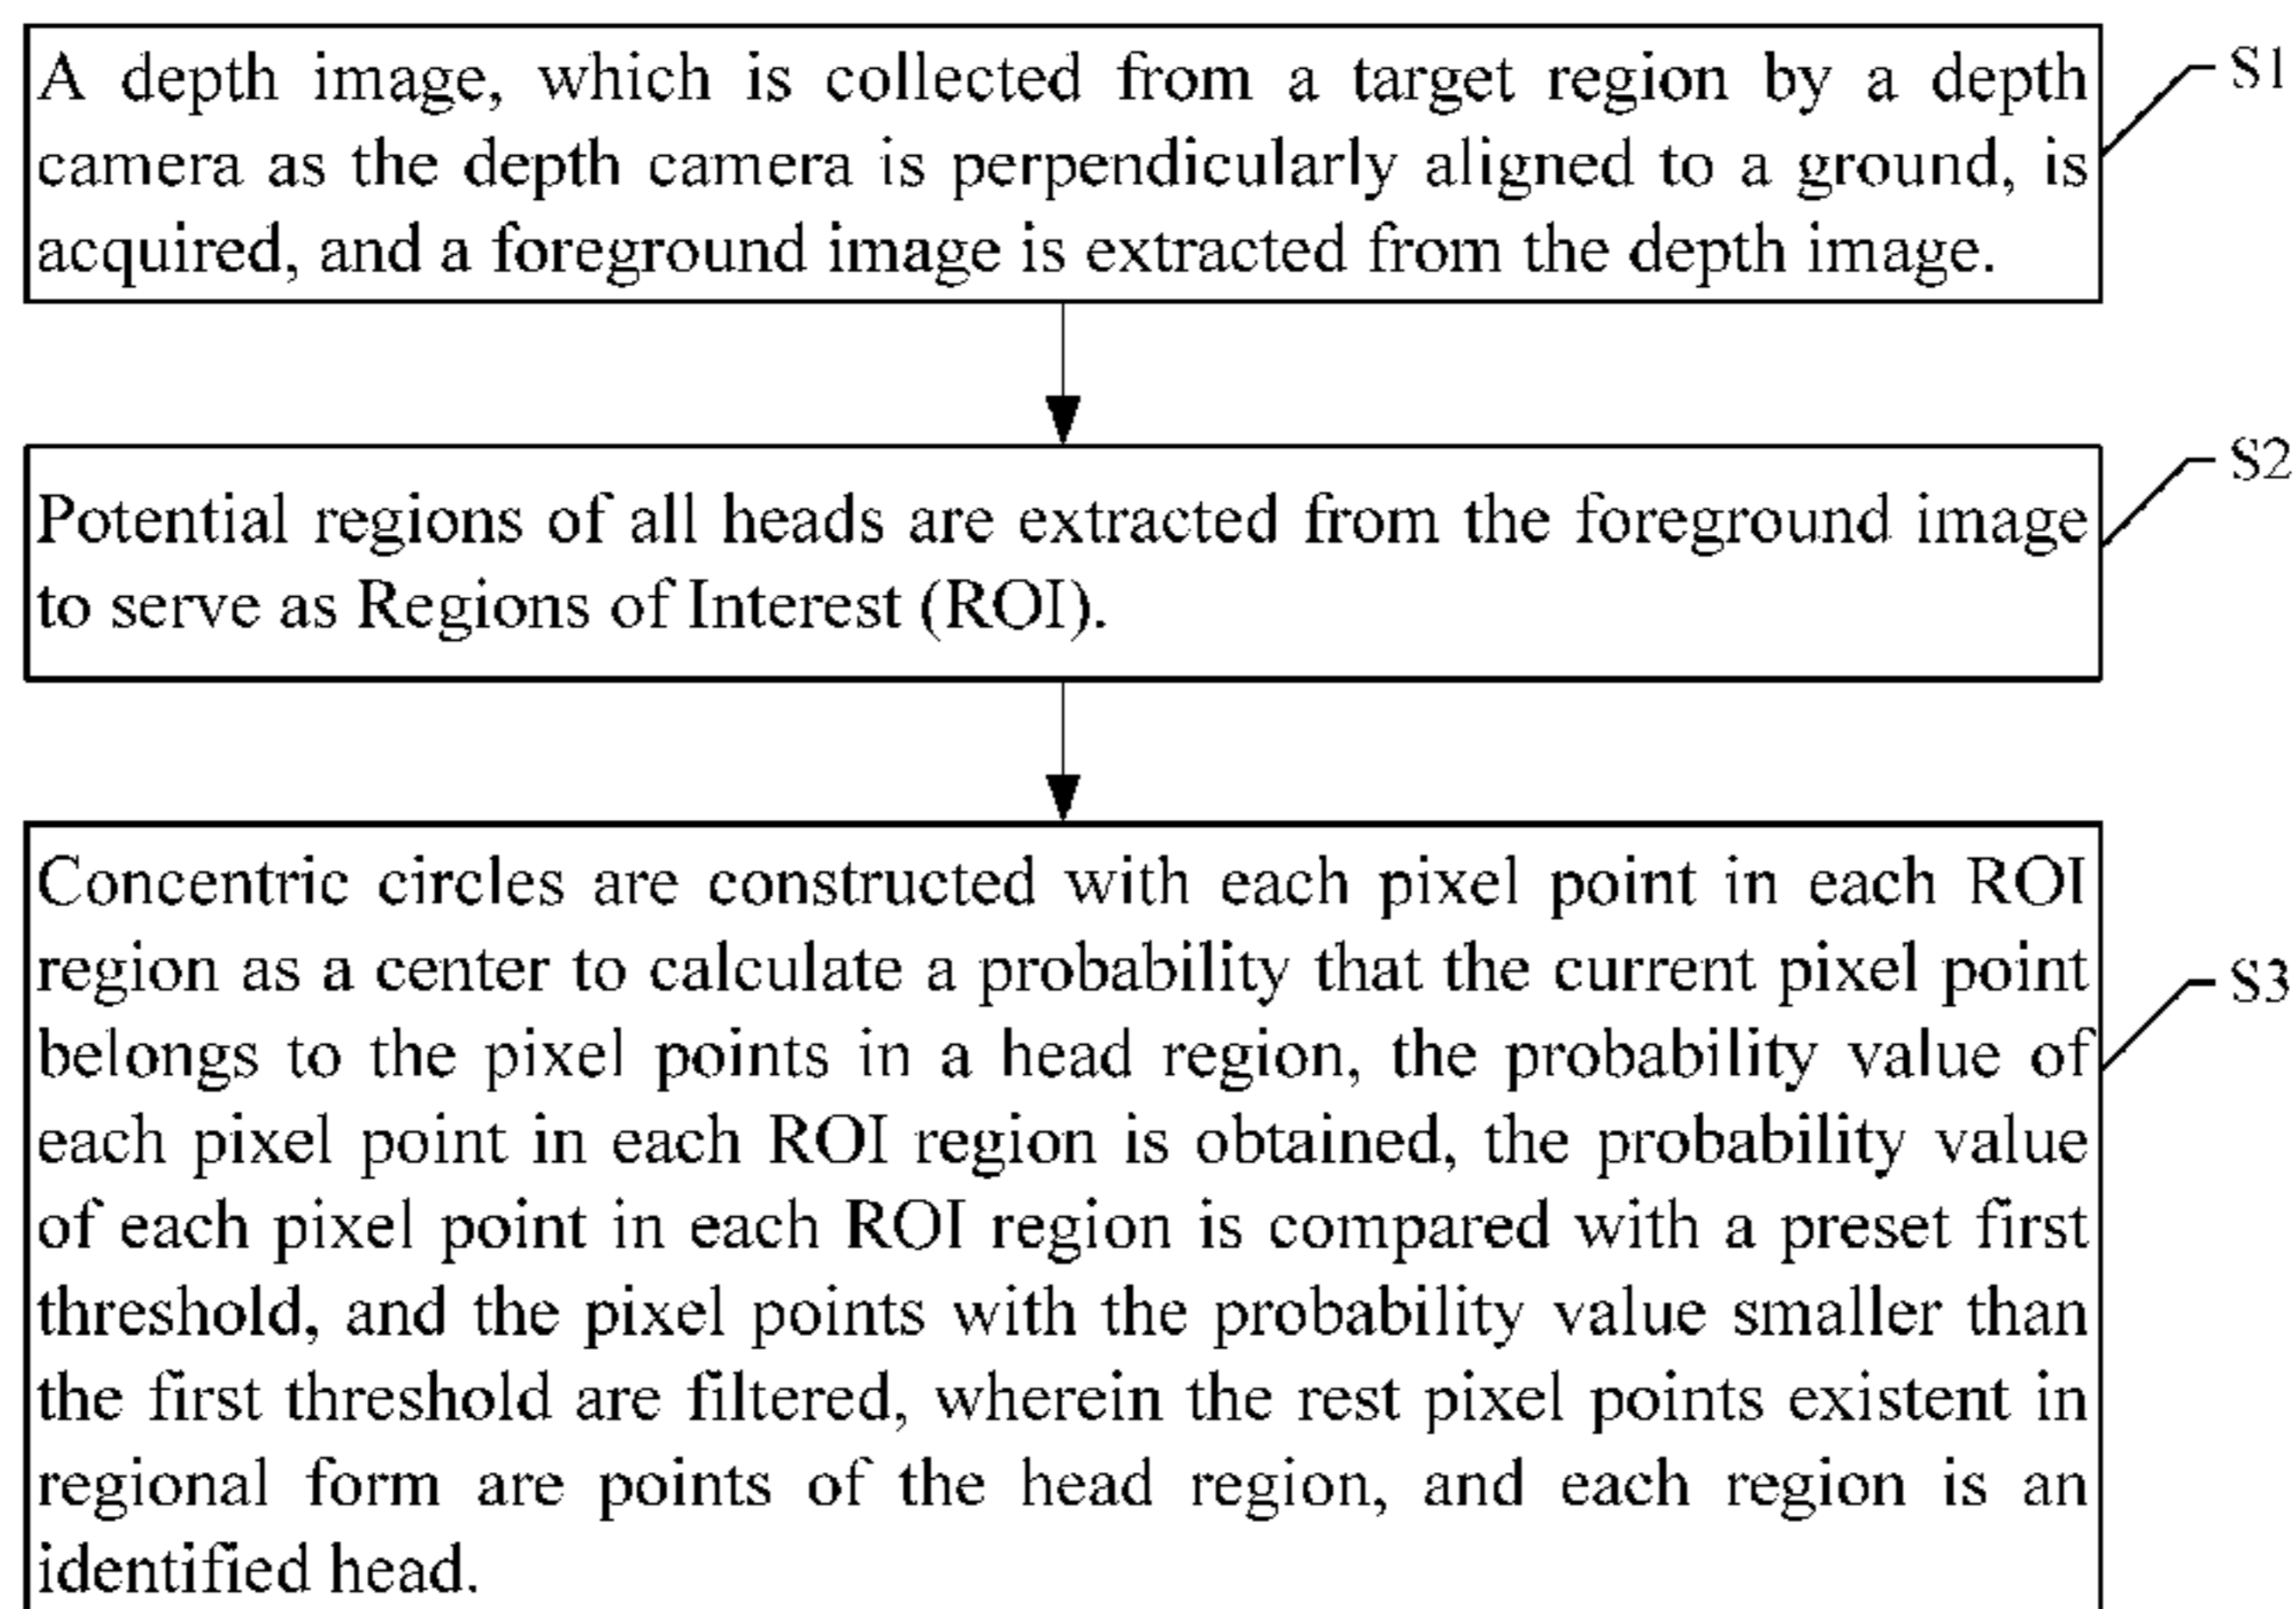 A depth image, which is collected from a target region by a depth
camera as the depth camera is perpendicularly aligned to a ground, is
acquired, and a foreground image is extracted from the depth image.
S1
Potential regions of all heads are extracted from the foreground image
to serve as Regions of Interest (ROI).
S2
Concentric circles are constructed with each pixel point in each ROI
region as a center to calculate a probability that the current pixel point
belongs to the pixel points in a head region, the probability value of
each pixel point in each ROI region is obtained, the probability value
of each pixel point in each ROI region is compared with a preset first
threshold, and the pixel points with the probability value smaller than
the first threshold are filtered, wherein the rest pixel points existent in
regional form are points of the head region, and each region is an
identified head.
S3